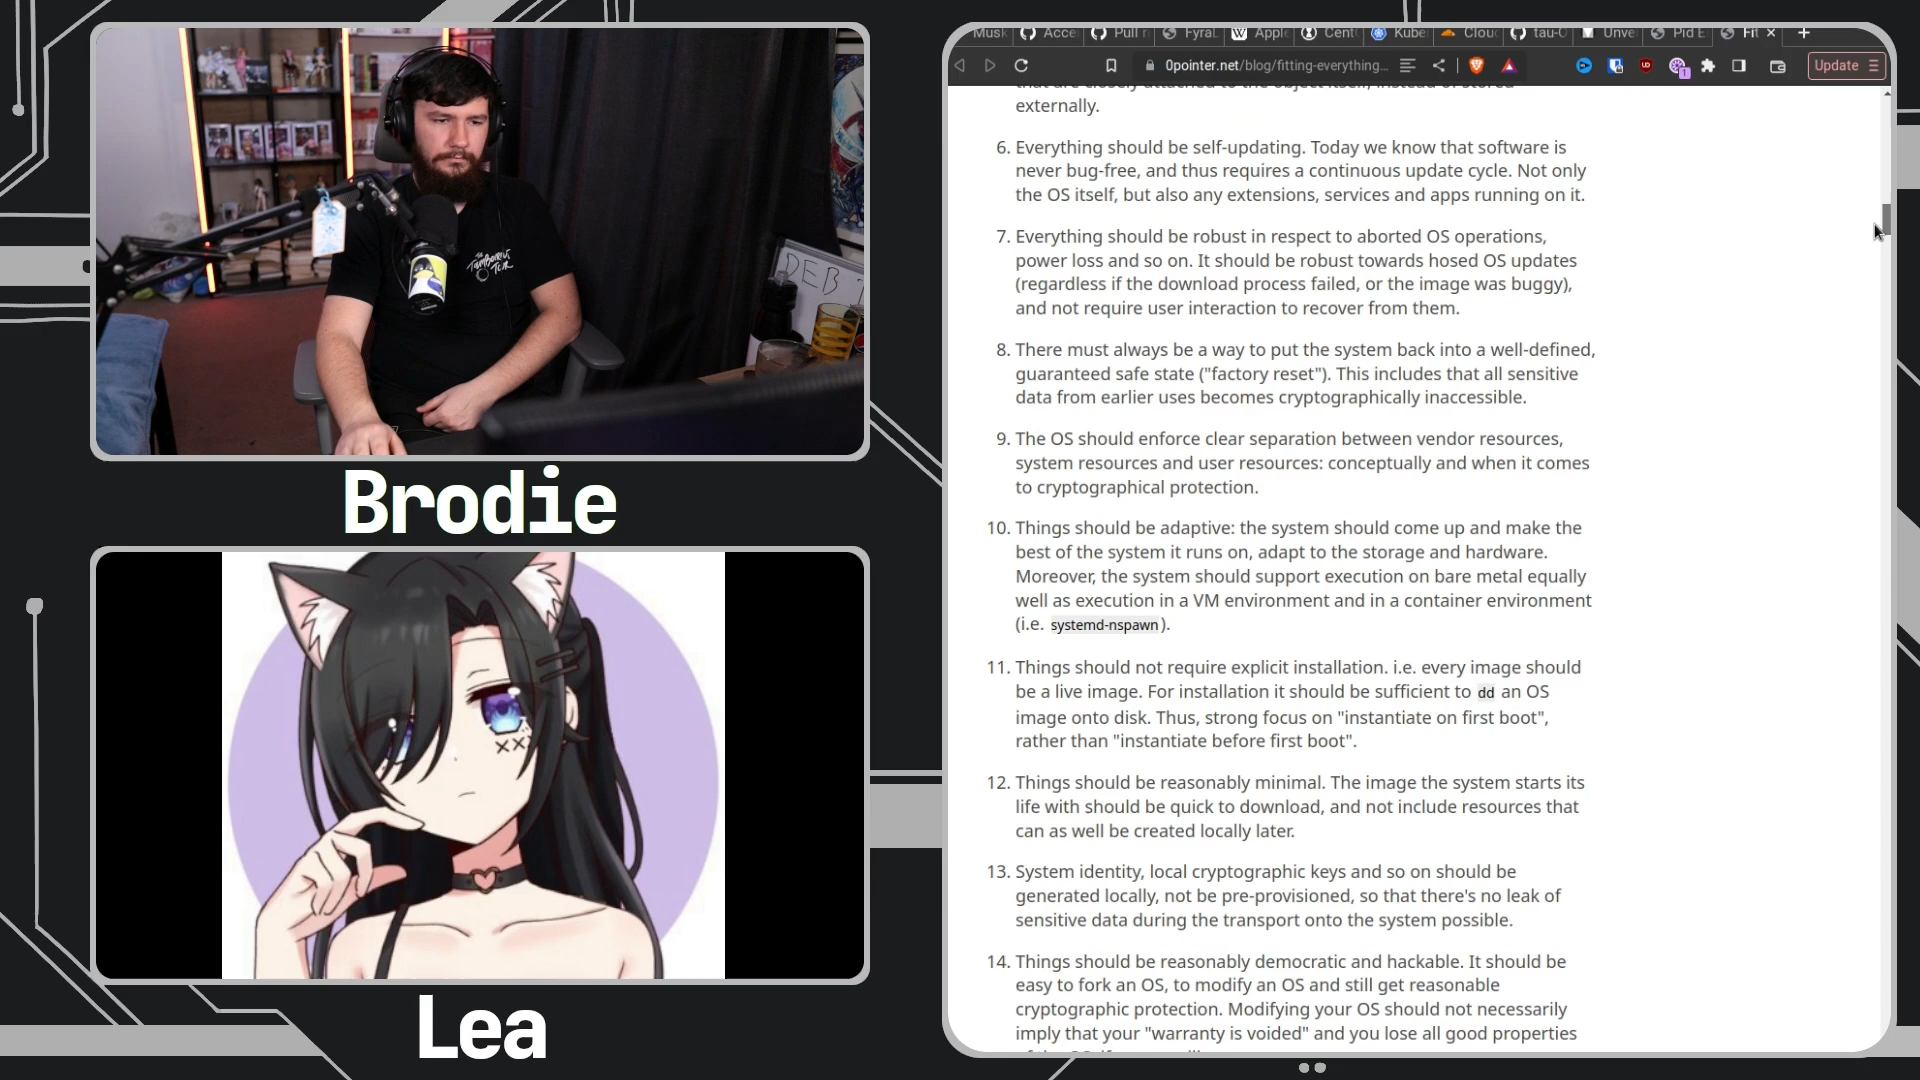 Musk Acce Pull r FyraL Apple Cent Kube Clou tau-O Unve Pid E Fit
0pointer.net/blog/fitting-everything...
Update
externally.
6. Everything should be self-updating. Today we know that software is
never bug-free, and thus requires a continuous update cycle. Not only
the OS itself, but also any extensions, services and apps running on it.
7. Everything should be robust in respect to aborted OS operations,
power loss and so on. It should be robust towards hosed OS updates
(regardless if the download process failed, or the image was buggy),
and not require user interaction to recover from them.
8. There must always be a way to put the system back into a well-defined,
guaranteed safe state ("factory reset"). This includes that all sensitive
data from earlier uses becomes cryptographically inaccessible.
9. The OS should enforce clear separation between vendor resources,
system resources and user resources: conceptually and when it comes
to cryptographical protection.
10. Things should be adaptive: the system should come up and make the
best of the system it runs on, adapt to the storage and hardware.
Moreover, the system should support execution on bare metal equally
well as execution in a VM environment and in a container environment
(i.e. systemd-nspawn).
11. Things should not require explicit installation. i.e. every image should
be a live image. For installation it should be sufficient to dd an OS
image onto disk. Thus, strong focus on "instantiate on first boot",
rather than "instantiate before first boot".
12. Things should be reasonably minimal. The image the system starts its
life with should be quick to download, and not include resources that
can as well be created locally later.
13. System identity, local cryptographic keys and so on should be
generated locally, not be pre-provisioned, so that there's no leak of
sensitive data during the transport onto the system possible.
14. Things should be reasonably democratic and hackable. It should be
easy to fork an OS, to modify an OS and still get reasonable
cryptographic protection. Modifying your OS should not necessarily
imply that your "warranty is voided" and you lose all good properties
DEB
Brodie
Lea